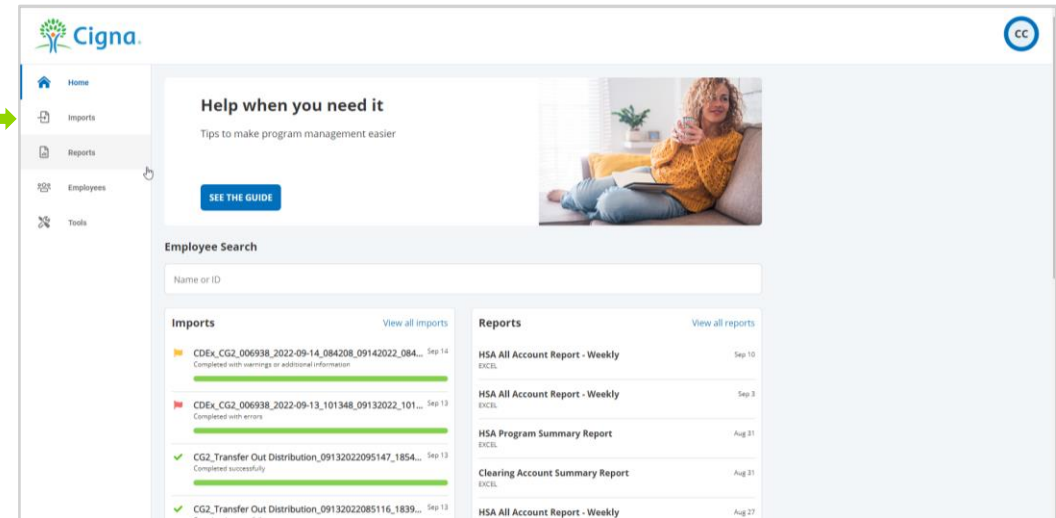 Cigna.
CC
Home
Imports
Reports
Employees
Tools
Help when you need it
Tips to make program management easier
SEE THE GUIDE
Employee Search
Name or ID
Imports
View all imports
CDEx_CG2_006938_2022-09-14_084208_09142022_084... Sep 14
Completed with warnings or additional information
CDEx_CG2_006938_2022-09-13_101348_09132022_101... Sep 13
Completed with errors
CG2_Transfer Out Distribution_09132022095147_1854... Sep 13
Completed successfully
CG2_Transfer Out Distribution_09132022085116_1839... Sep 13
Reports
View all reports
HSA All Account Report - Weekly Sep 10
EXCEL
HSA All Account Report - Weekly Sep 3
EXCEL
HSA Program Summary Report Aug 31
EXCEL
Clearing Account Summary Report Aug 31
EXCEL
HSA All Account Report - Weekly Aug 27